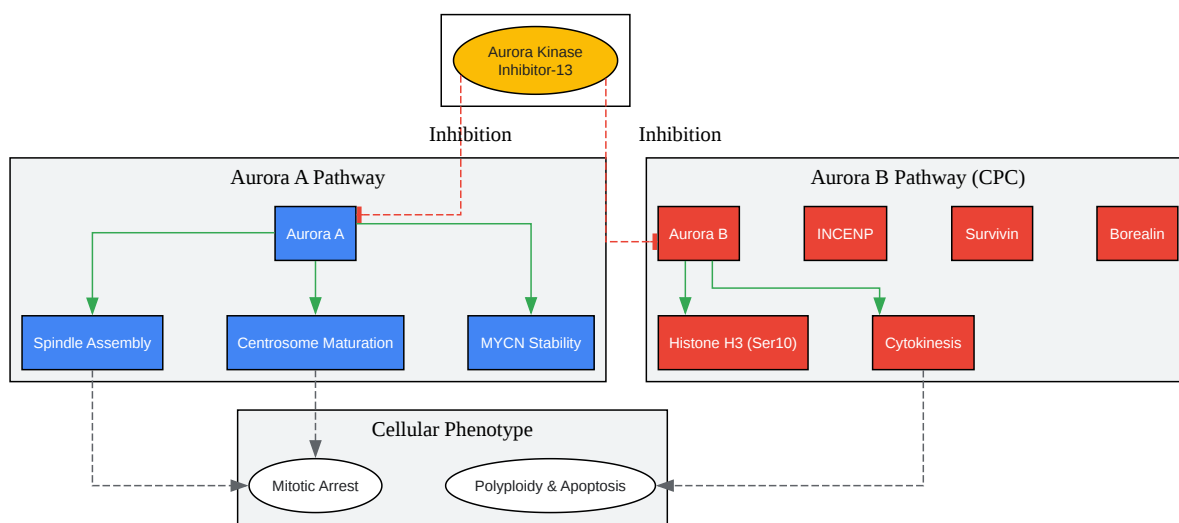 Aurora Kinase
Inhibitor-13
Inhibition
Inhibition
Aurora A Pathway
Aurora B Pathway (CPC)
Aurora A
Aurora B
INCENP
Survivin
Borealin
Spindle Assembly
Centrosome Maturation
MYCN Stability
Histone H3 (Ser10)
Cytokinesis
Cellular Phenotype
Mitotic Arrest
Polyploidy & Apoptosis